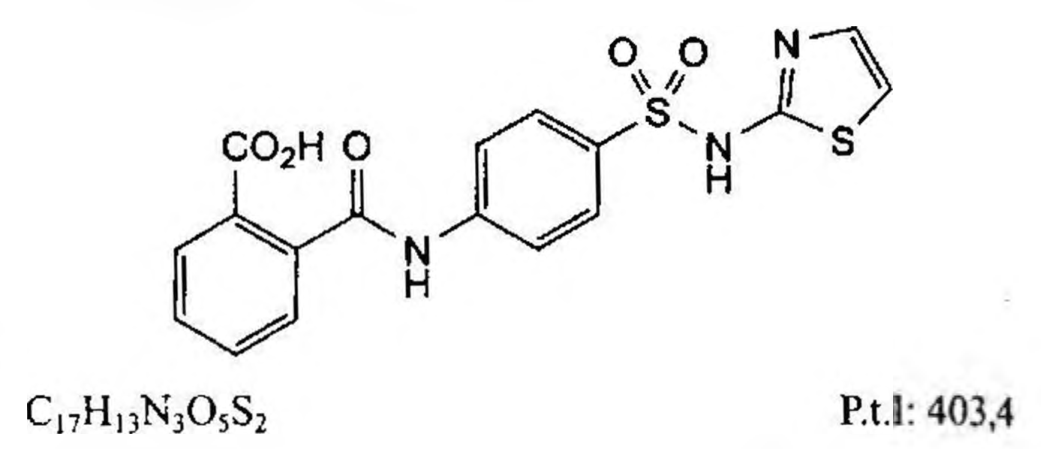 O O N
S S
CO₂H O N
H
N
H
C₁₇H₁₃N₃O₅S₂ P.t.l: 403,4